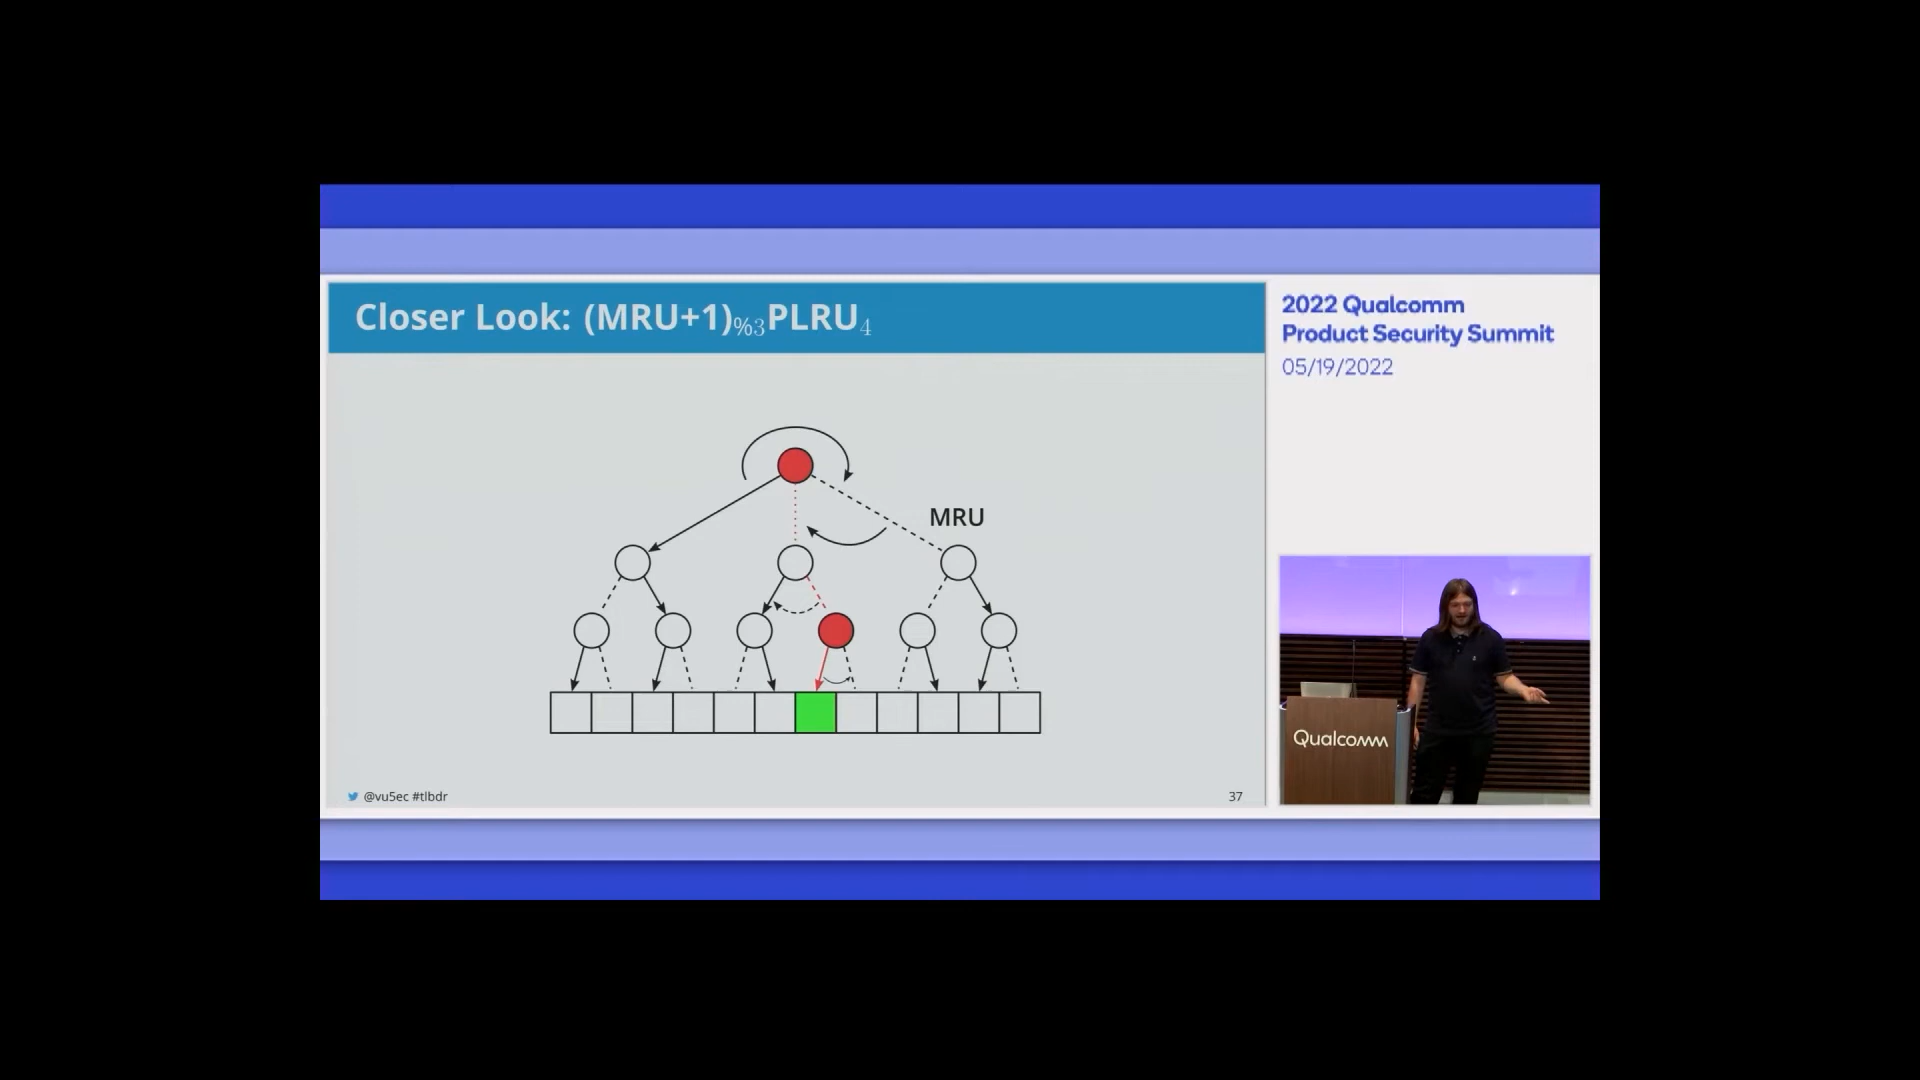 Closer Look: (MRU+1)%3PLRU4
MRU
@vu5ec #tlbdr
37
2022 Qualcomm
Product Security Summit
05/19/2022
Qualcomm